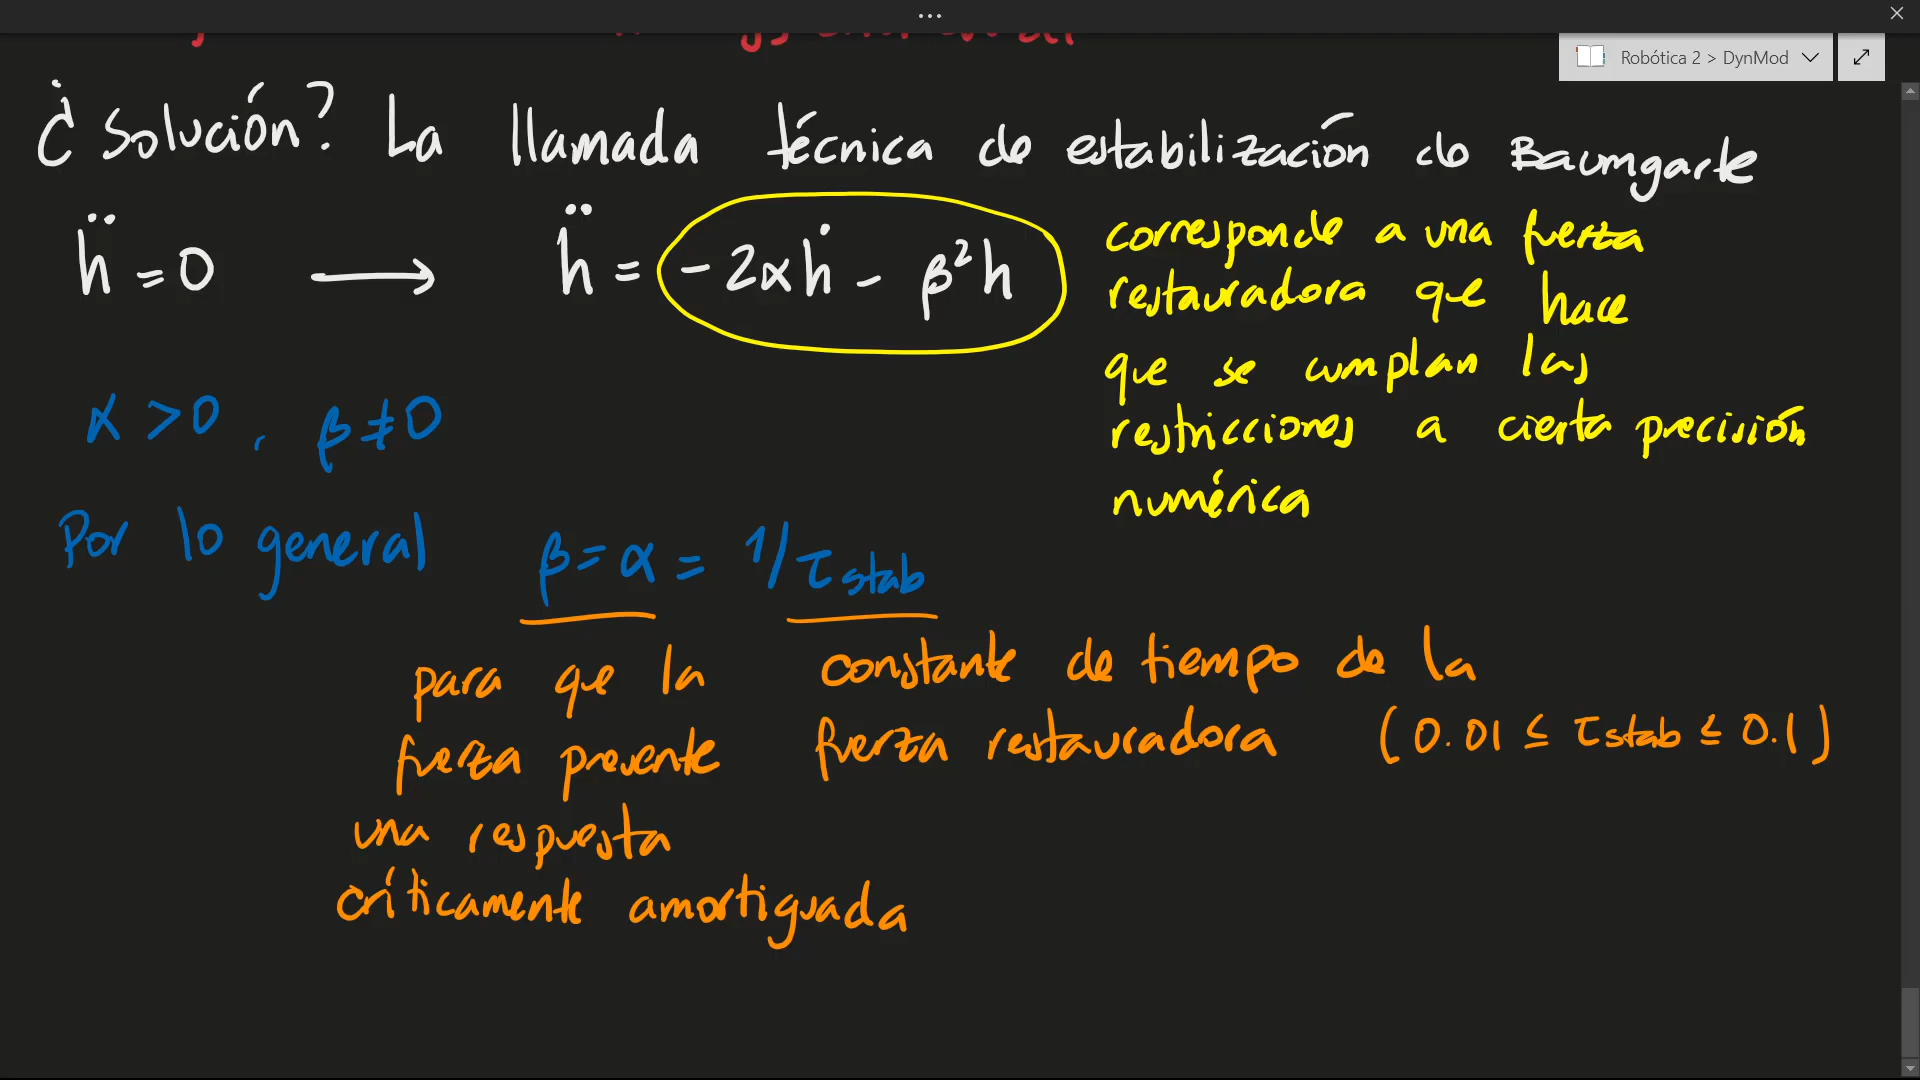 Robótica 2 > DynMod
¿Solución? La llamada técnica de estabilización de Baumgarte
ḧ = 0 → ḧ = -2αḣ - β²h
corresponde a una fuerza
restauradora que hace
que se cumplan las
restricciones a cierta precisión
numérica
α > 0, β ≠ 0
Por lo general β = α = 1/τstab
para que la
fuerza presente
una respuesta
críticamente amortiguada
constante de tiempo de la
fuerza restauradora (0.01 ≤ τstab ≤ 0.1)